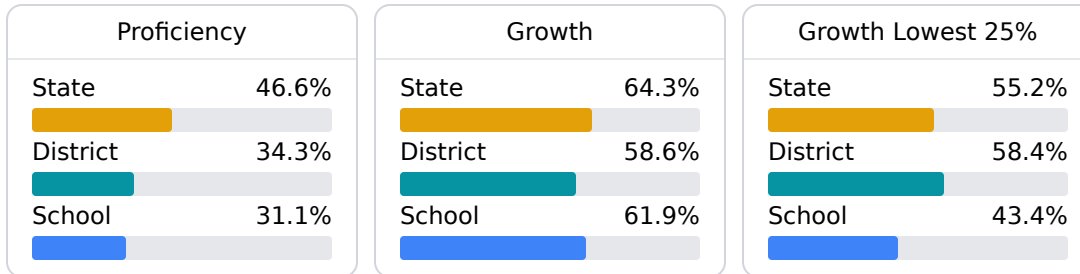 Proficiency
State 46.6%
District 34.3%
School 31.1%
Growth
State 64.3%
District 58.6%
School 61.9%
Growth Lowest 25%
State 55.2%
District 58.4%
School 43.4%